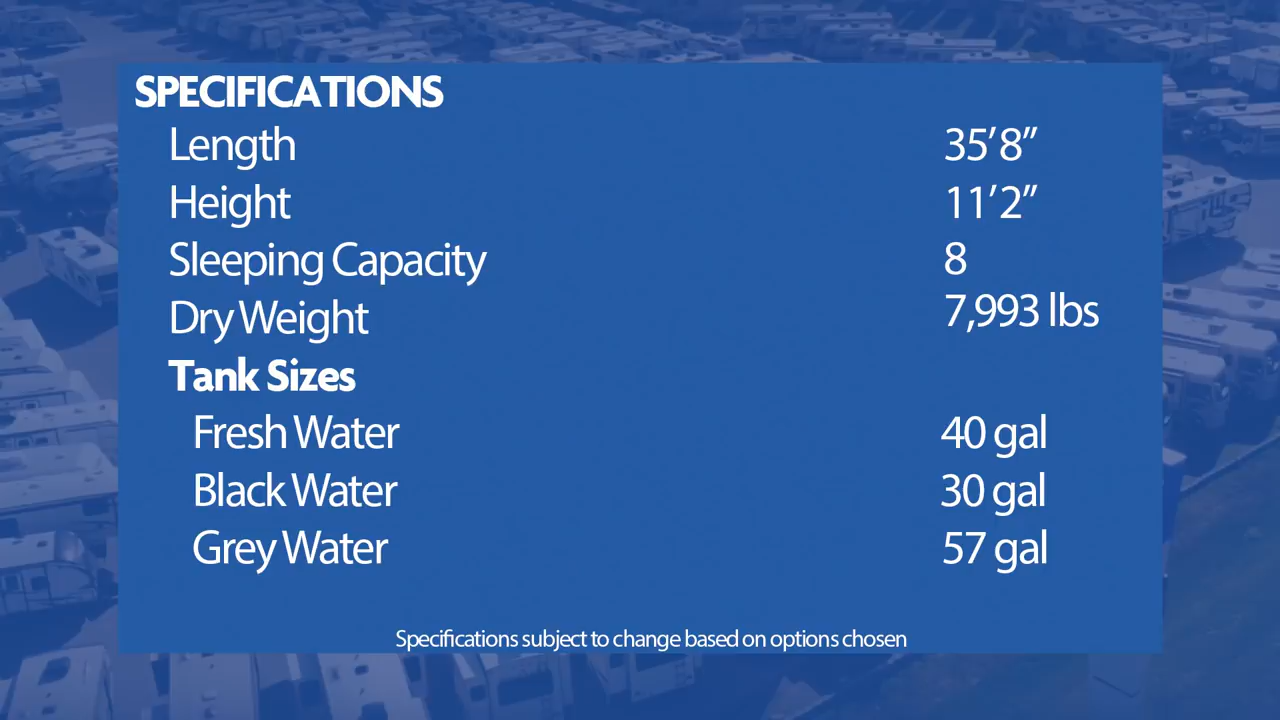 SPECIFICATIONS
Length 35’8”
Height 11’2”
Sleeping Capacity 8
Dry Weight 7,993 lbs
Tank Sizes
Fresh Water 40 gal
Black Water 30 gal
Grey Water 57 gal
Specifications subject to change based on options chosen